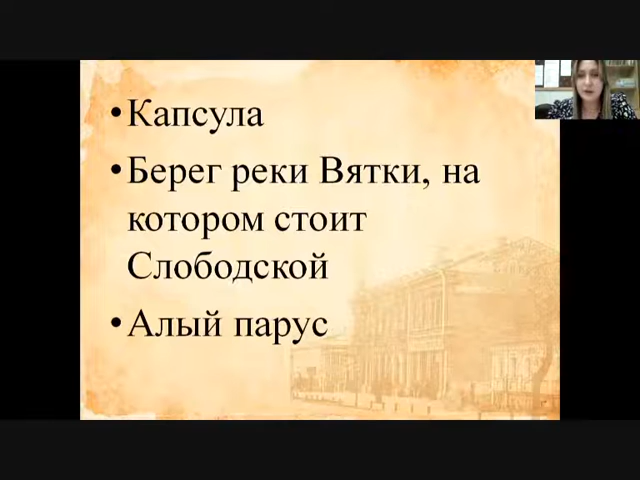 •Капсула
•Берег реки Вятки, на
котором стоит
Слободской
•Алый парус